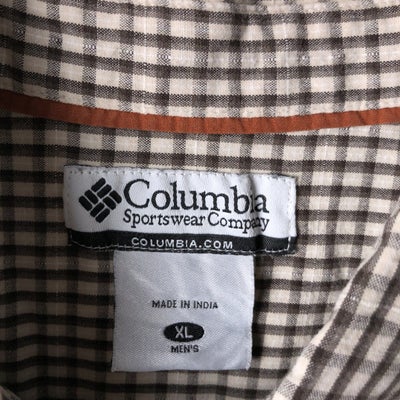 Columbia
Sportswear Company
COLUMBIA.COM
MADE IN INDIA
XL
MEN'S